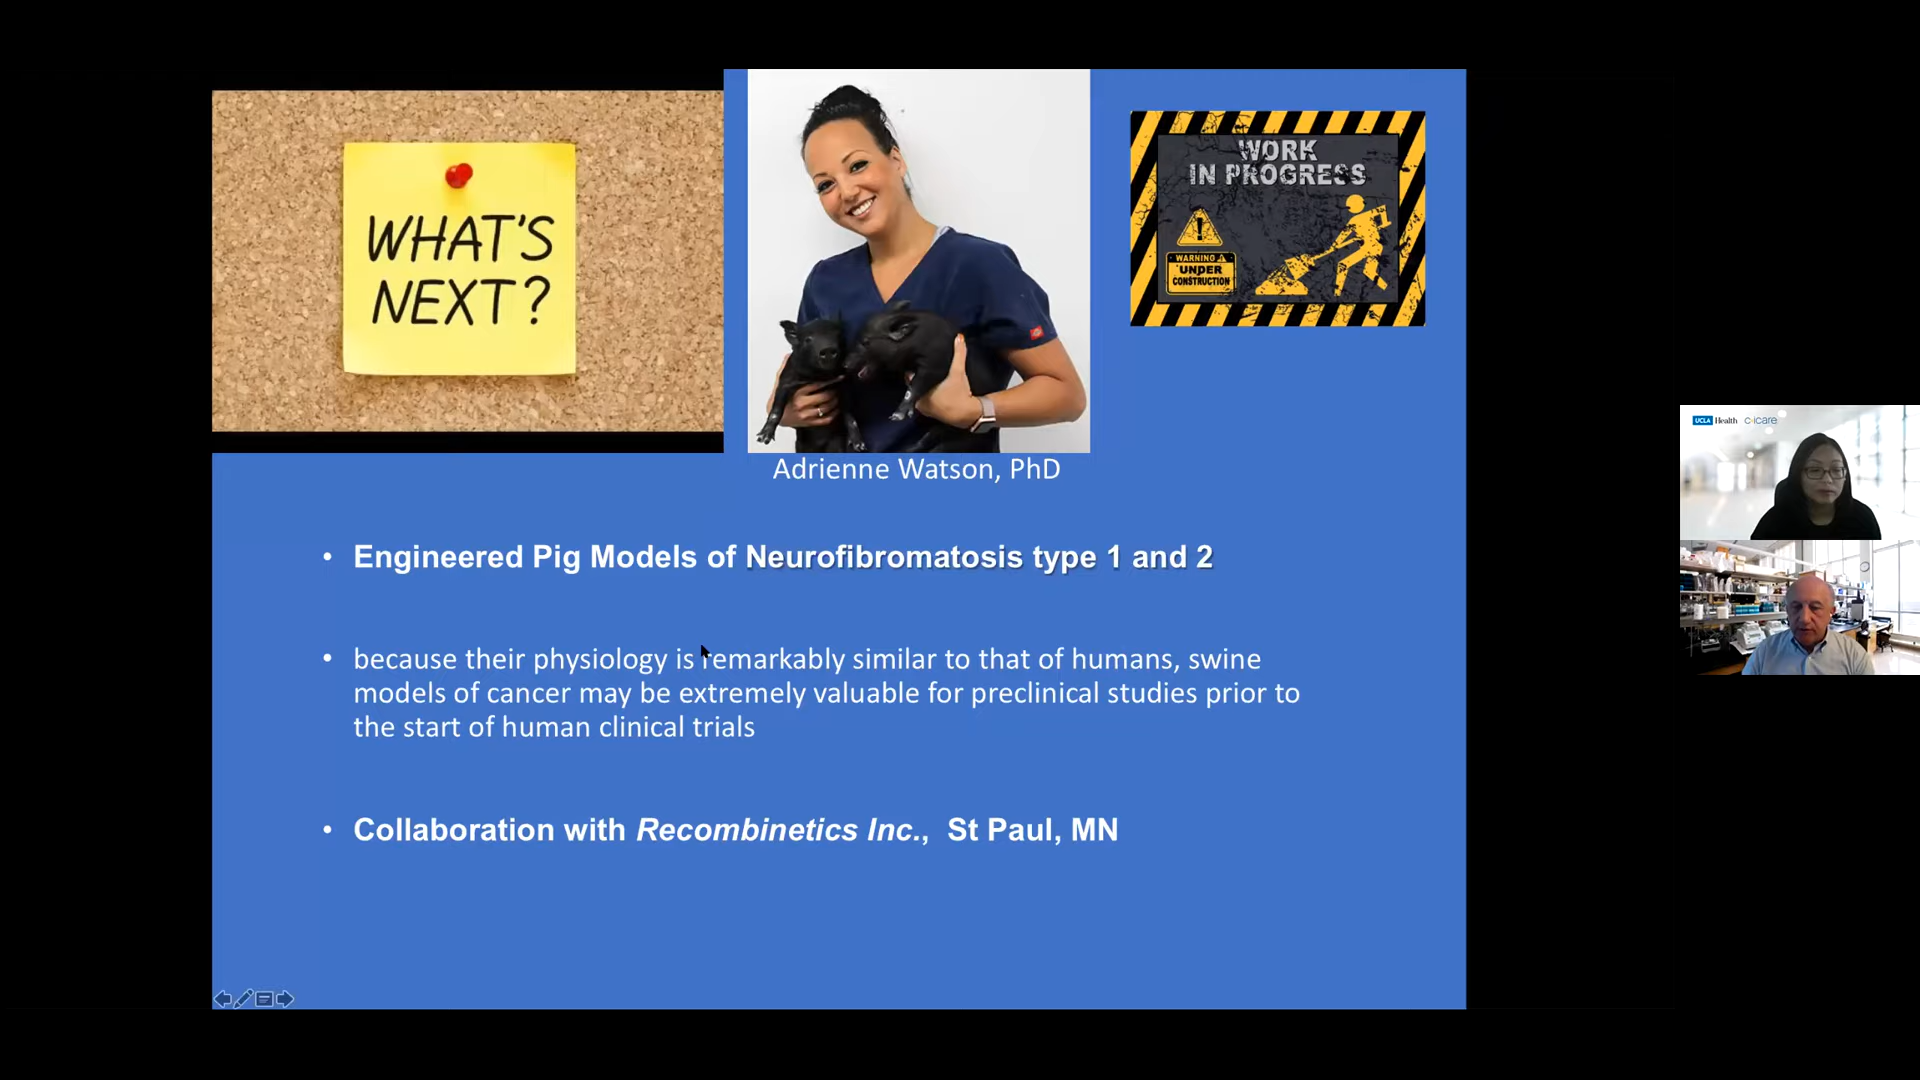 WHAT'S
NEXT?
WORK
IN PROGRESS
WARNING
UNDER
CONSTRUCTION
Adrienne Watson, PhD
• Engineered Pig Models of Neurofibromatosis type 1 and 2
• because their physiology is remarkably similar to that of humans, swine
models of cancer may be extremely valuable for preclinical studies prior to
the start of human clinical trials
• Collaboration with Recombinetics Inc., St Paul, MN
UCLA Health cicare